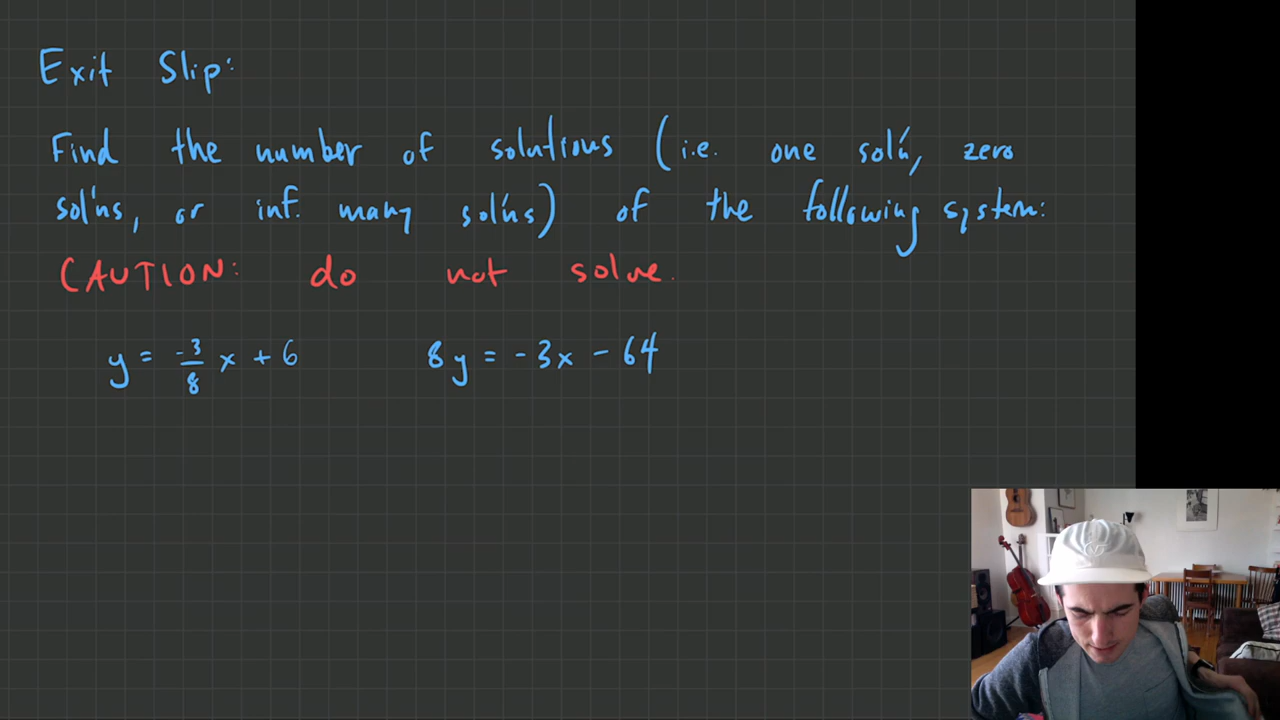 Exit Slip:
Find the number of solutions (i.e. one sol'n, zero
sol'ns, or inf. many sol'ns) of the following system:
CAUTION: do not solve.
y = -3/8 x + 6    8y = -3x - 64